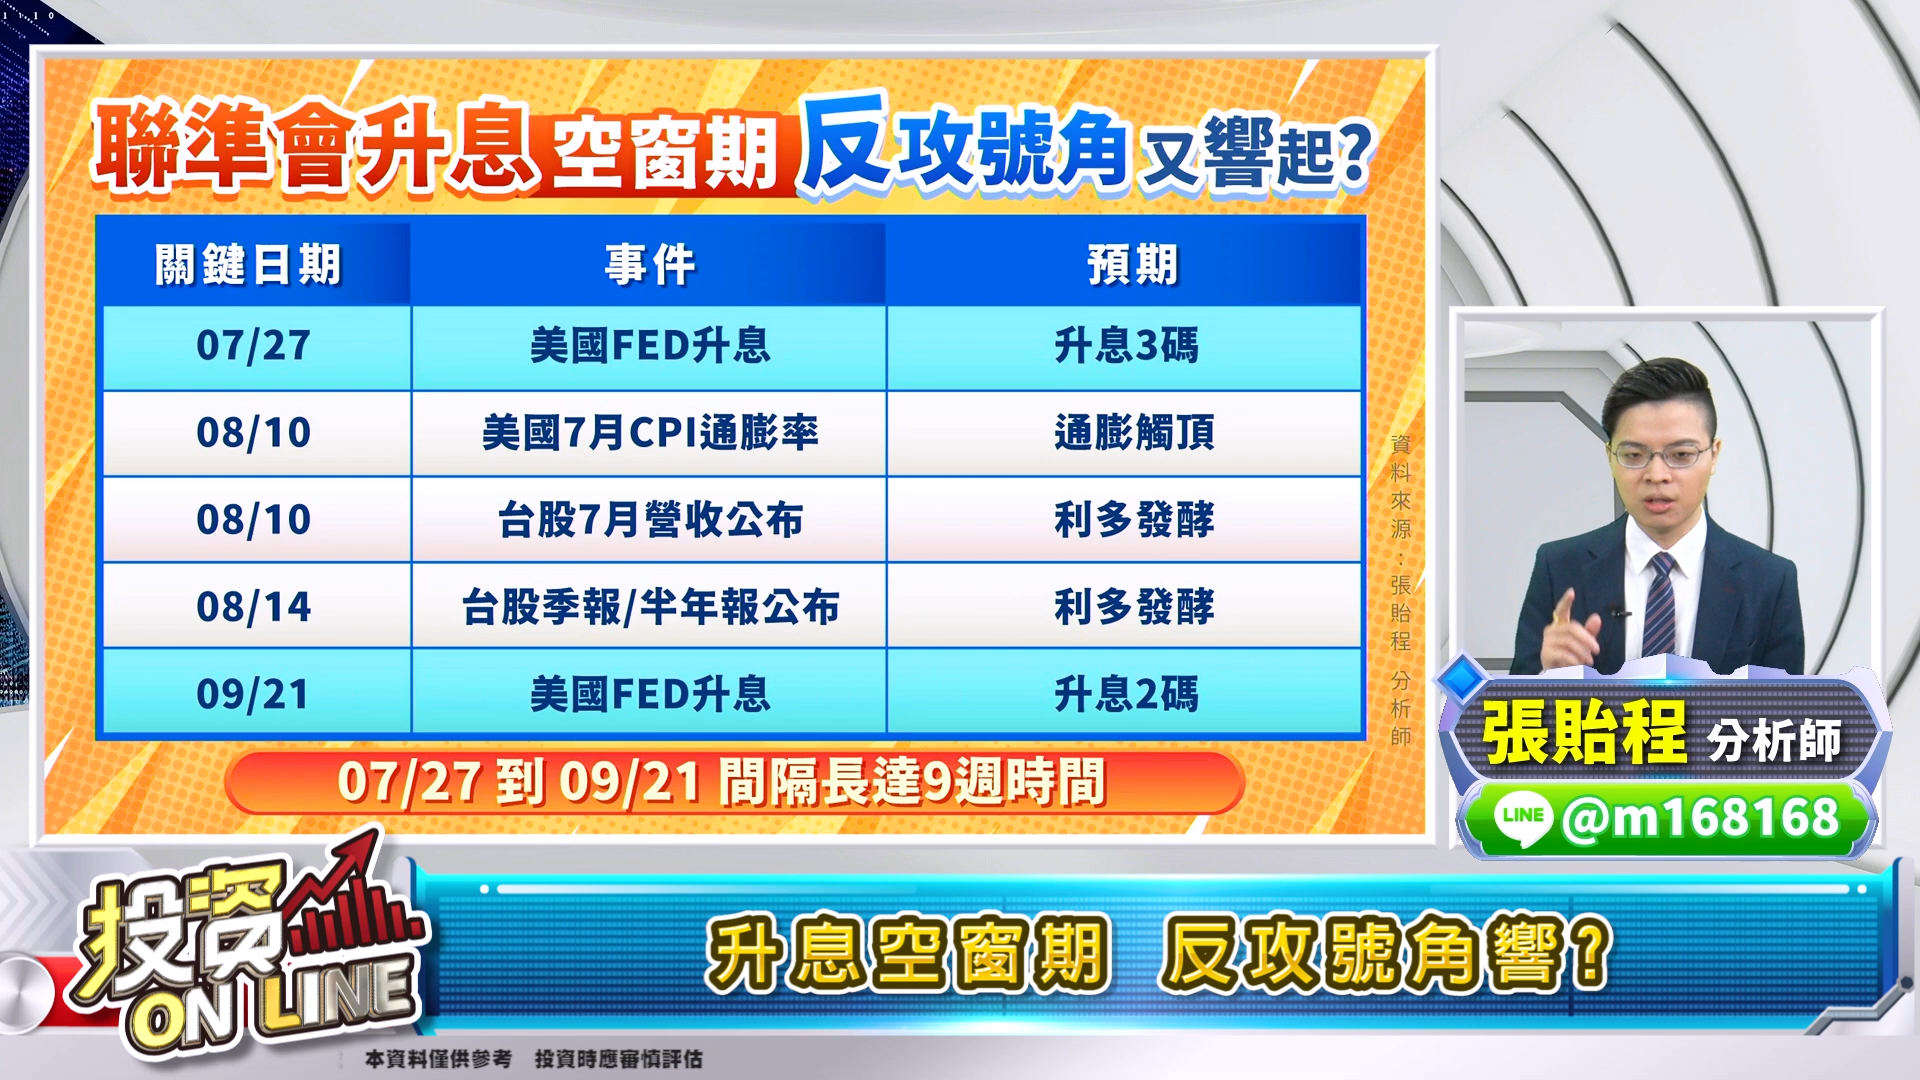 1 1 1 0
聯準會升息空窗期反攻號角又響起?
關鍵日期 事件 預期
07/27 美國FED升息 升息3碼
08/10 美國7月CPI通膨率 通膨觸頂
08/10 台股7月營收公布 利多發酵
08/14 台股季報/半年報公布 利多發酵
09/21 美國FED升息 升息2碼
07/27 到 09/21 間隔長達9週時間
資料來源:張貽程 分析師
張貽程 分析師
LINE @m168168
投資
ON LINE
升息空窗期 反攻號角響?
本資料僅供參考 投資時應審慎評估